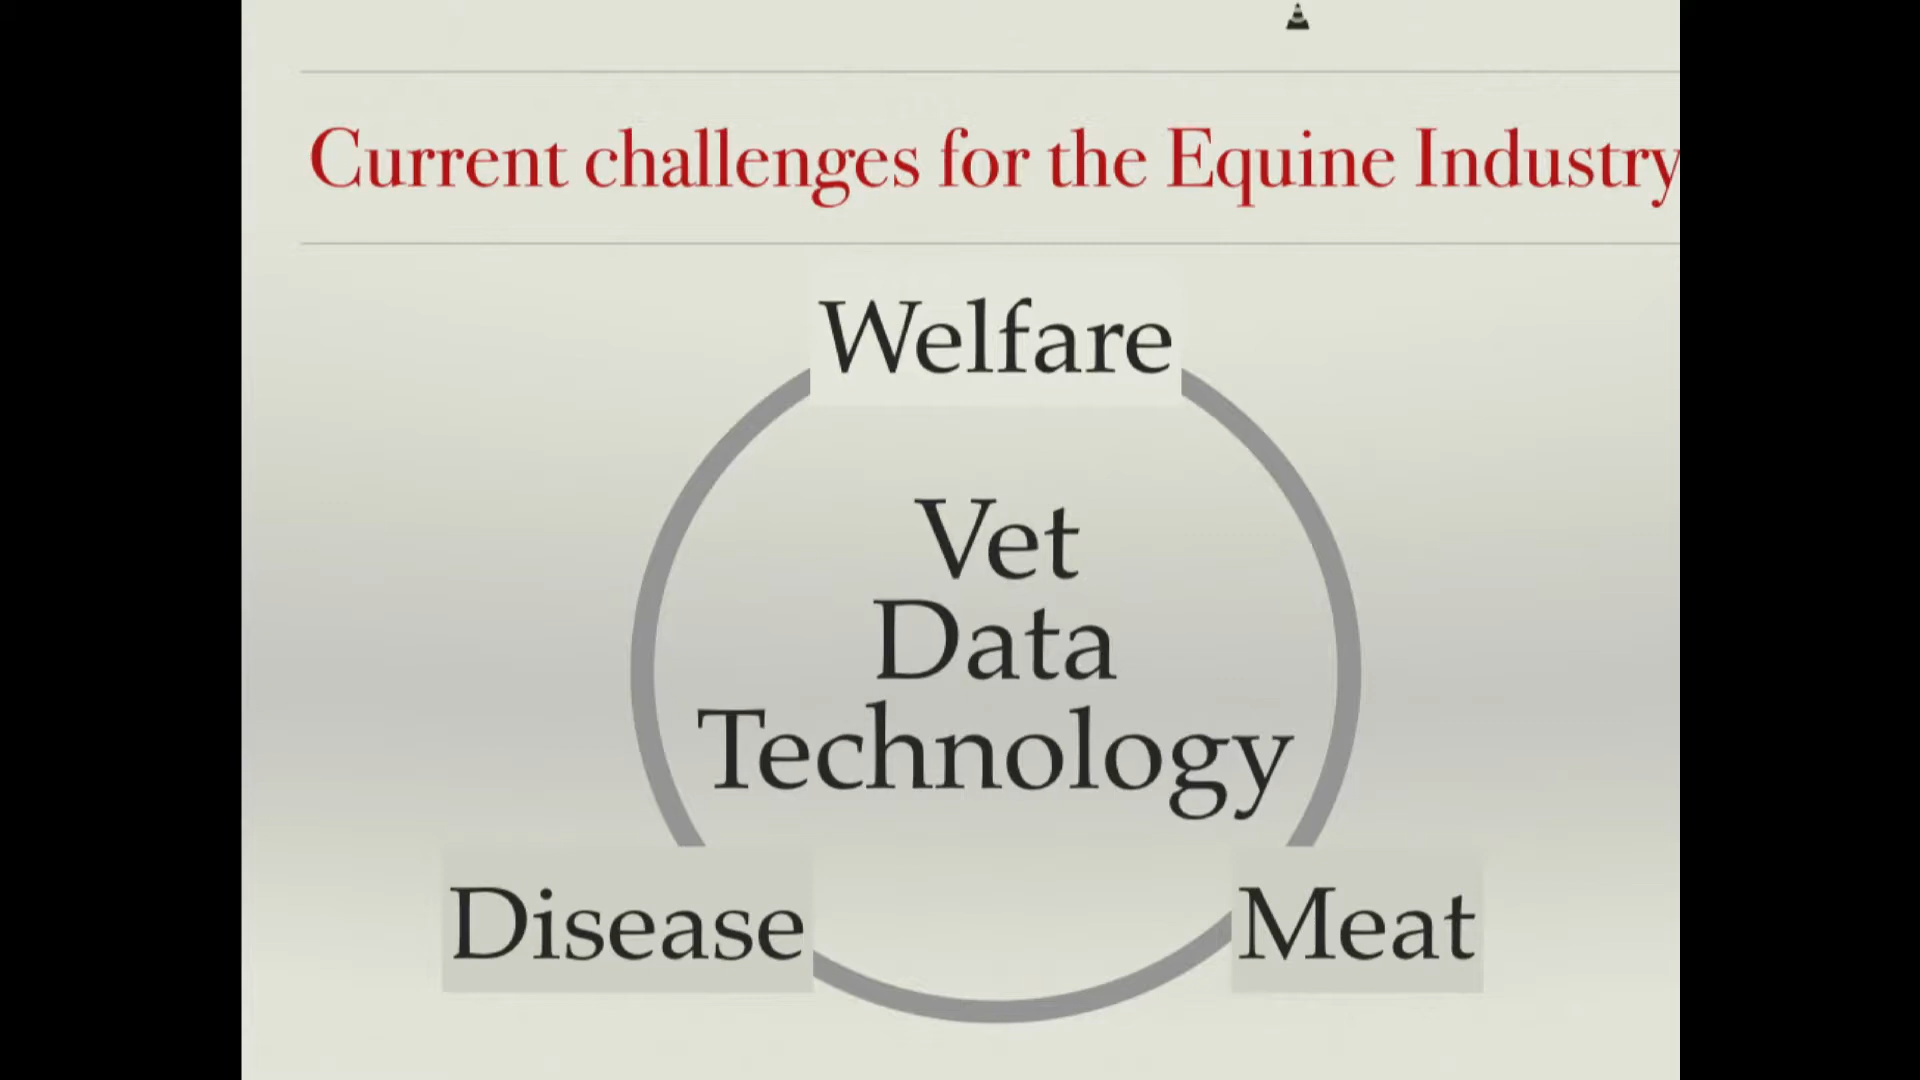 Current challenges for the Equine Industry
Welfare
Vet
Data
Technology
Disease
Meat